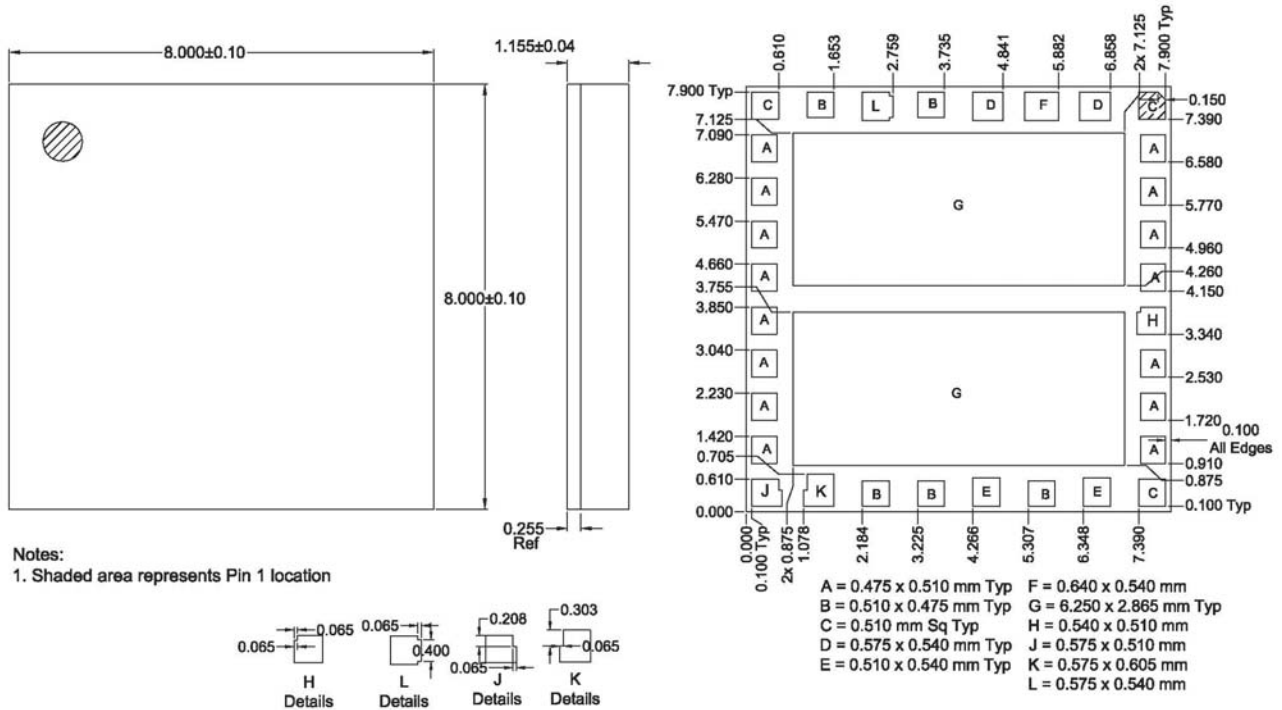 8.000±0.10
1.155±0.04
8.000±0.10
0.255
Ref
Notes:
1. Shaded area represents Pin 1 location
0.610
1.653
2.759
3.735
4.841
5.882
6.858
2x 7.125
7.900 Typ
7.900 Typ
C B L B D F D C
0.150
7.125
7.390
7.090
A A
6.580
6.280
A A
5.770
G
5.470
A A
4.960
4.660
A A
4.260
3.755
4.150
3.850
A H
3.340
3.040
A A
2.530
2.230
G
A A
1.720
0.100
All Edges
1.420
A A
0.705
0.910
0.875
0.610
J K B B E B E C
0.100 Typ
0.000
0.000
0.100 Typ
2x 0.875
1.078
2.184
3.225
4.266
5.307
6.348
7.390
A = 0.475 x 0.510 mm Typ F = 0.640 x 0.540 mm
B = 0.510 x 0.475 mm Typ G = 6.250 x 2.865 mm Typ
C = 0.510 mm Sq Typ H = 0.540 x 0.510 mm
D = 0.575 x 0.540 mm Typ J = 0.575 x 0.510 mm
E = 0.510 x 0.540 mm Typ K = 0.575 x 0.605 mm
L = 0.575 x 0.540 mm
0.065
0.065
H
Details
0.065
0.400
L
Details
0.208
0.065
J
Details
0.303
0.065
K
Details